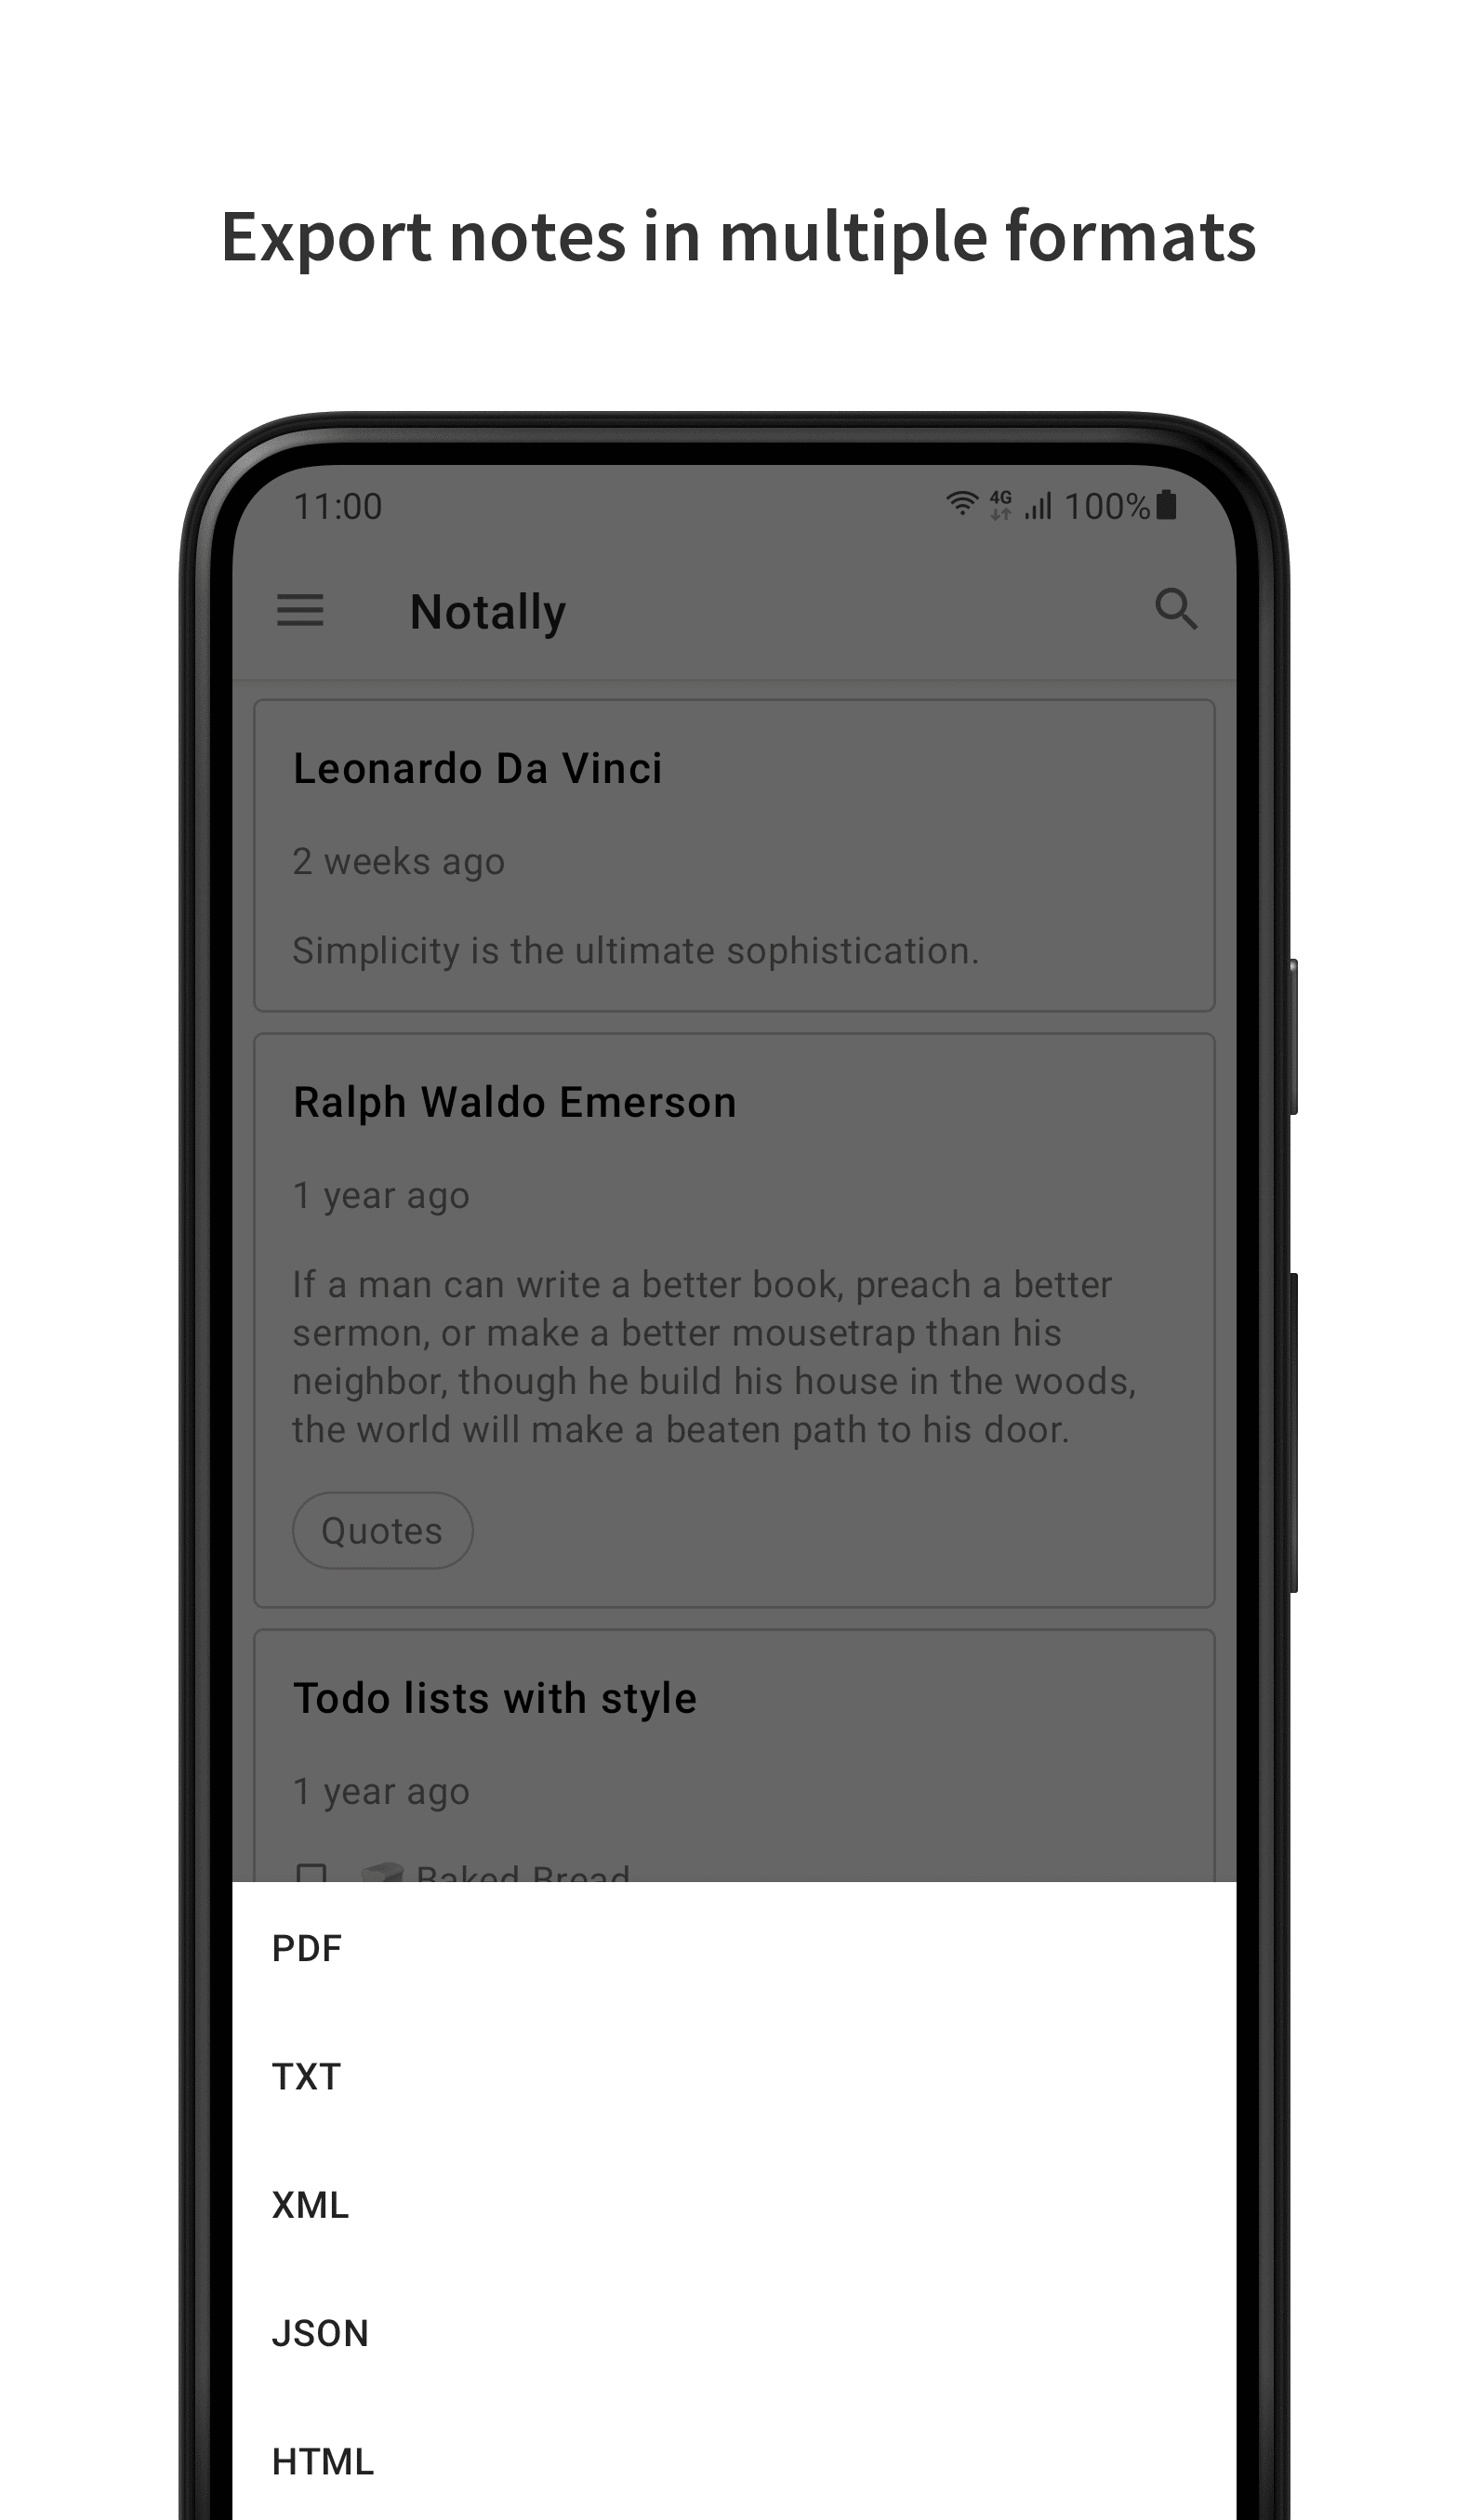 Export notes in multiple formats
11:00
4G
100%
Notally
Leonardo Da Vinci
2 weeks ago
Simplicity is the ultimate sophistication.
Ralph Waldo Emerson
1 year ago
If a man can write a better book, preach a better
sermon, or make a better mousetrap than his
neighbor, though he build his house in the woods,
the world will make a beaten path to his door.
Quotes
Todo lists with style
1 year ago
Baked Bread
PDF
TXT
XML
JSON
HTML